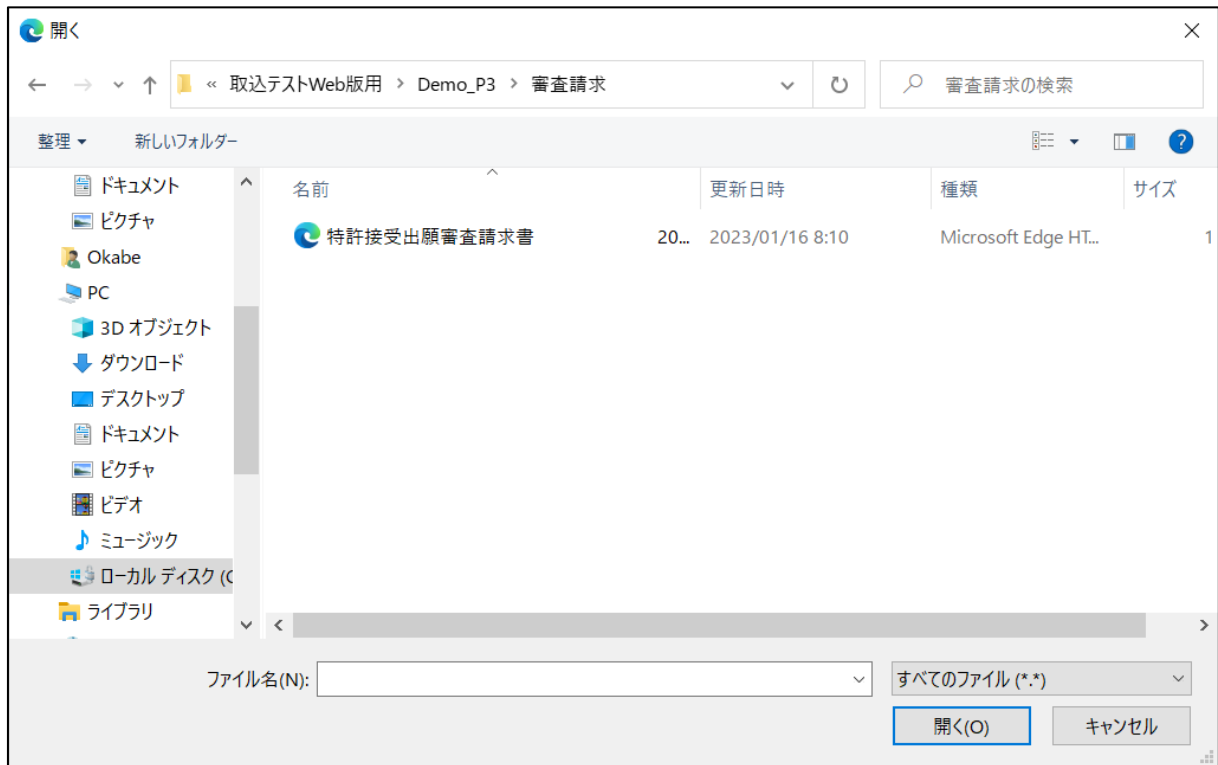 開く
« 取込テストWeb版用 › Demo_P3 › 審査請求
審査請求の検索
整理 新しいフォルダー
名前 更新日時 種類 サイズ
特許接受出願審査請求書 20... 2023/01/16 8:10 Microsoft Edge HT... 1
ドキュメント
ピクチャ
Okabe
PC
3D オブジェクト
ダウンロード
デスクトップ
ドキュメント
ピクチャ
ビデオ
ミュージック
ローカル ディスク (C
ライブラリ
ファイル名(N):
すべてのファイル (*.*)
開く(O) キャンセル